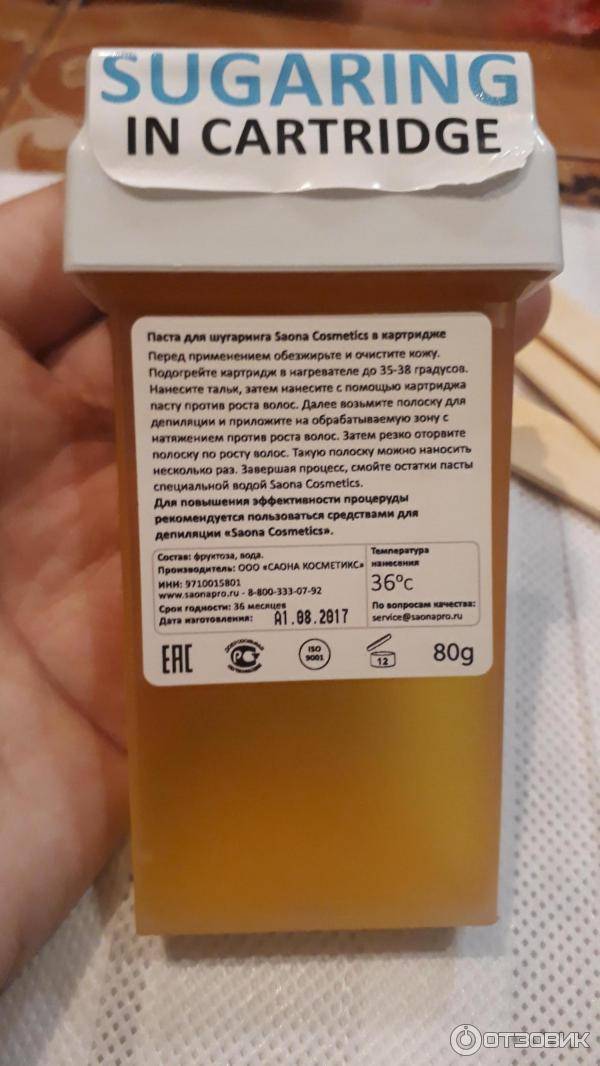 SUGARING
IN CARTRIDGE
Паста для шугаринга Saona Cosmetics в картридже
Перед применением обезжирьте и очистите кожу.
Подогрейте картридж в нагревателе до 35-38 градусов.
Нанесите тальк, затем нанесите с помощью картриджа
пасту против роста волос. Далее возьмите полоску для
депиляции и приложите на обрабатываемую зону с
натяжением против роста волос. Затем резко оторвите
полоску по росту волос. Такую полоску можно наносить
несколько раз. Завершая процесс, смойте остатки пасты
специальной водой Saona Cosmetics.
Для повышения эффективности процеруды
рекомендуется пользоваться средствами для
депиляции «Saona Cosmetics».
Состав: фруктоза, вода.
Производитель: ООО «САОНА КОСМЕТИКС»
ИНН: 9710015801
www.saonapro.ru - 8-800-333-07-92
Срок годности: 36 месяцев
Дата изготовления: А1.08.2017
Температура
нанесения
36°C
По вопросам качества:
service@saonapro.ru
EAC
РСТ
ISO
9001
12
80g
ОТЗОВИК